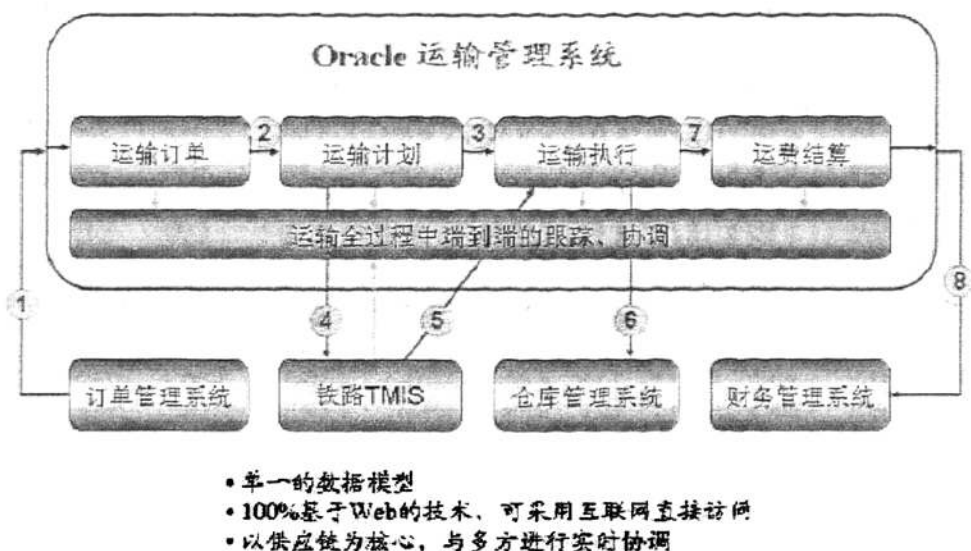 Oracle 运输管理系统
运输订单
2
运输计划
3
运输执行
7
运费结算
运输全过程中端到端的跟踪、协调
1
4
5
6
8
订单管理系统
铁路TMIS
仓库管理系统
财务管理系统
• 单一的数据模型
• 100%基于Web的技术、可采用互联网直接访问
• 以供应链为核心，与多方进行实时协调